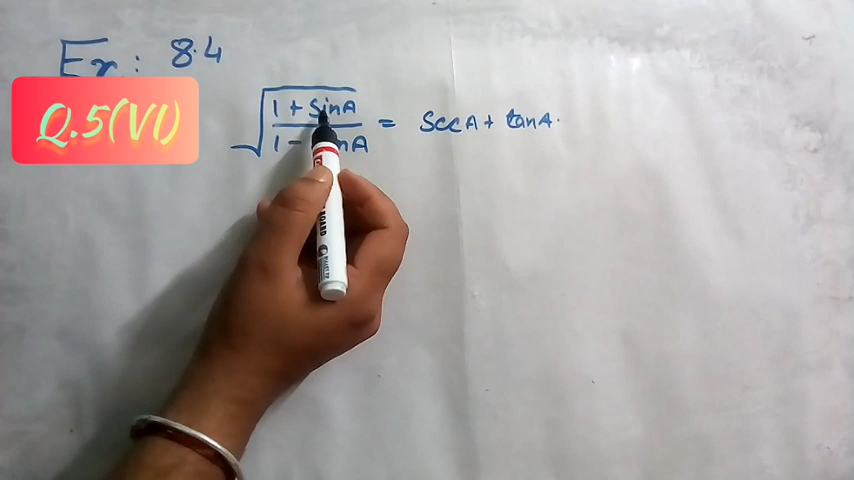 Ex: 8.4
Q.5(VI)
√(1 + sinA / 1 - sinA) = SecA + tanA.